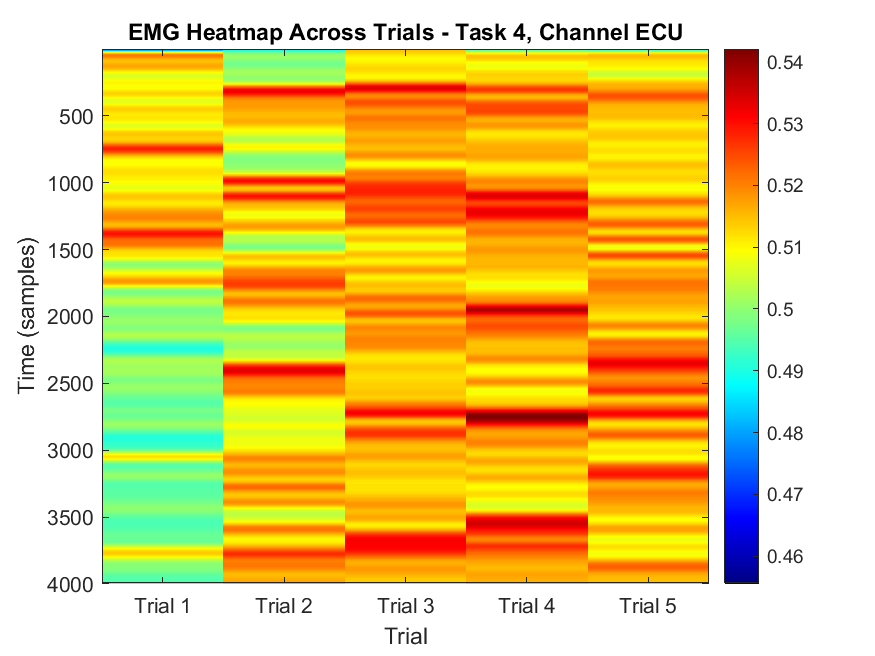 EMG Heatmap Across Trials - Task 4, Channel ECU
Time (samples)
500
1000
1500
2000
2500
3000
3500
4000
Trial 1
Trial 2
Trial 3
Trial 4
Trial 5
Trial
0.54
0.53
0.52
0.51
0.5
0.49
0.48
0.47
0.46